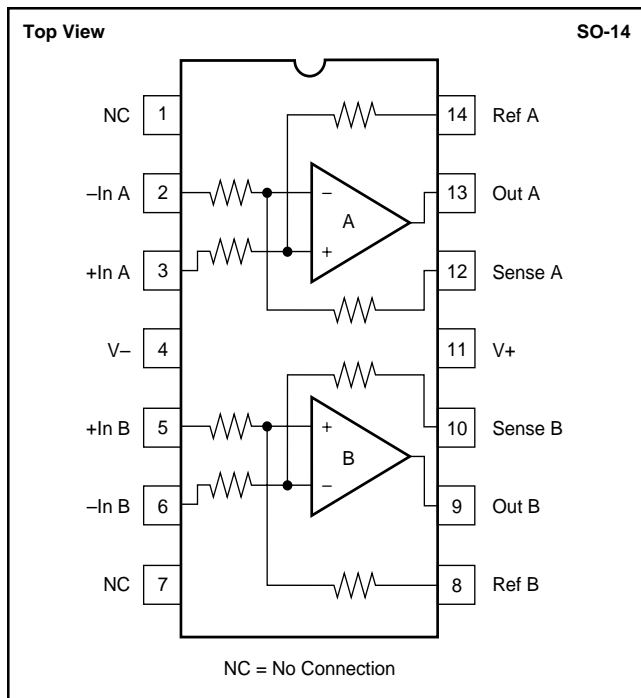 Top View SO-14
NC 1 14 Ref A
–In A 2 – 13 Out A
A
+In A 3 + 12 Sense A
V– 4 11 V+
+In B 5 + 10 Sense B
B
–In B 6 – 9 Out B
NC 7 8 Ref B
NC = No Connection